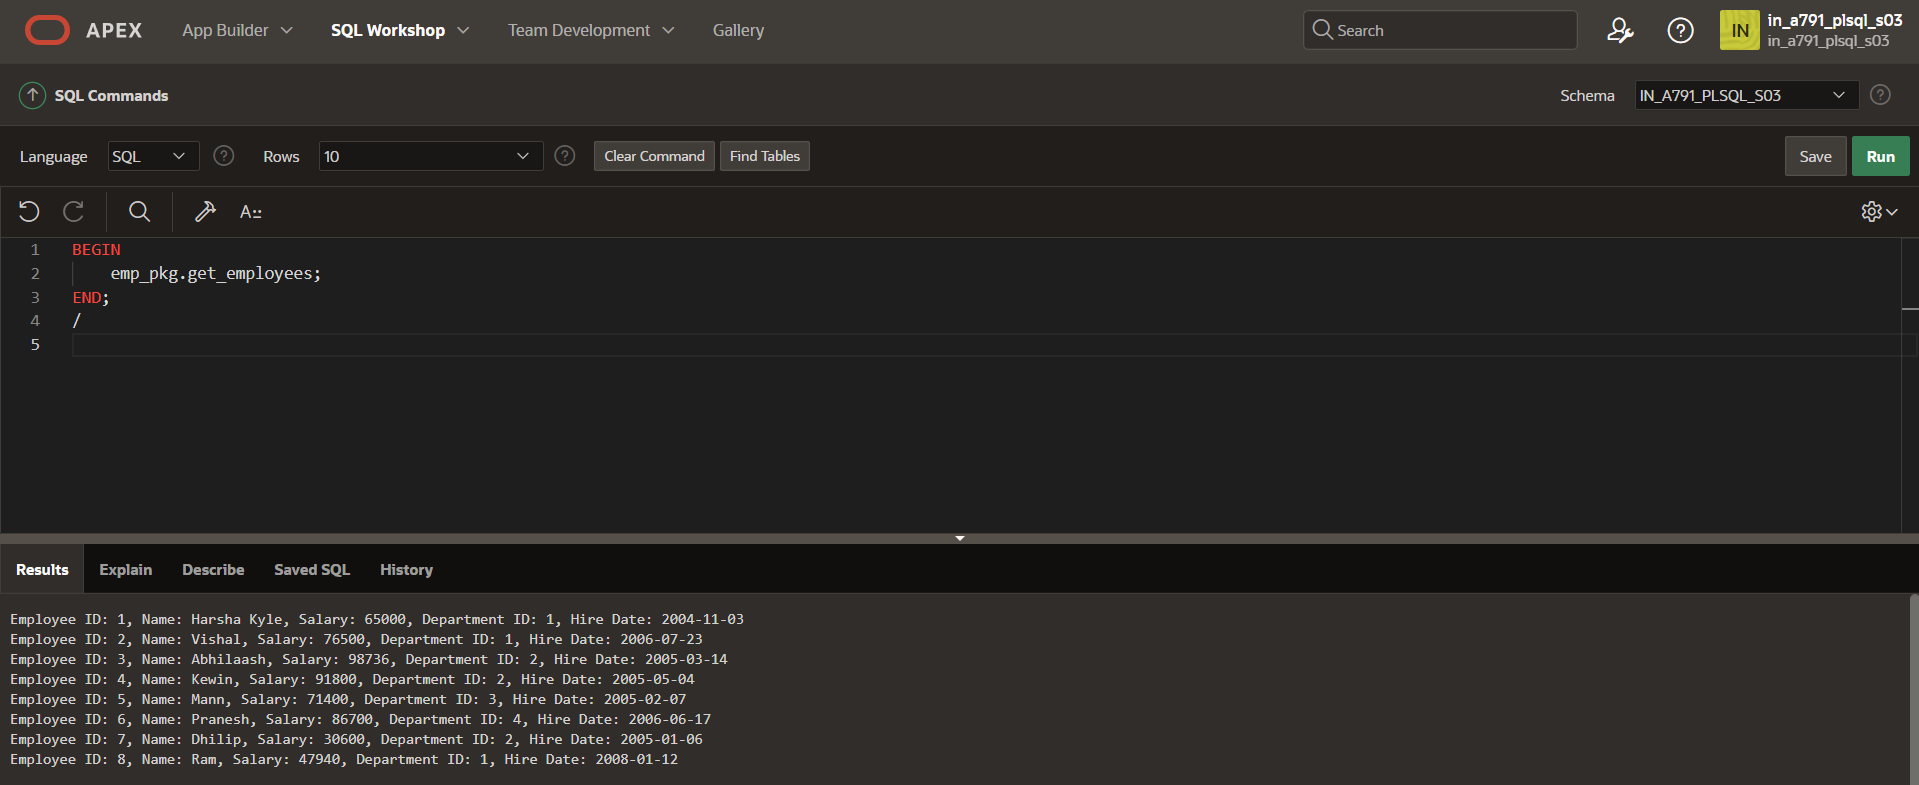 APEX App Builder SQL Workshop Team Development Gallery Search IN in_a791_plsql_s03
in_a791_plsql_s03
SQL Commands Schema IN_A791_PLSQL_S03
Language SQL Rows 10 Clear Command Find Tables Save Run
A::
1 BEGIN
2 emp_pkg.get_employees;
3 END;
4 /
5
Results Explain Describe Saved SQL History
Employee ID: 1, Name: Harsha Kyle, Salary: 65000, Department ID: 1, Hire Date: 2004-11-03
Employee ID: 2, Name: Vishal, Salary: 76500, Department ID: 1, Hire Date: 2006-07-23
Employee ID: 3, Name: Abhilaash, Salary: 98736, Department ID: 2, Hire Date: 2005-03-14
Employee ID: 4, Name: Kewin, Salary: 91800, Department ID: 2, Hire Date: 2005-05-04
Employee ID: 5, Name: Mann, Salary: 71400, Department ID: 3, Hire Date: 2005-02-07
Employee ID: 6, Name: Pranesh, Salary: 86700, Department ID: 4, Hire Date: 2006-06-17
Employee ID: 7, Name: Dhilip, Salary: 30600, Department ID: 2, Hire Date: 2005-01-06
Employee ID: 8, Name: Ram, Salary: 47940, Department ID: 1, Hire Date: 2008-01-12